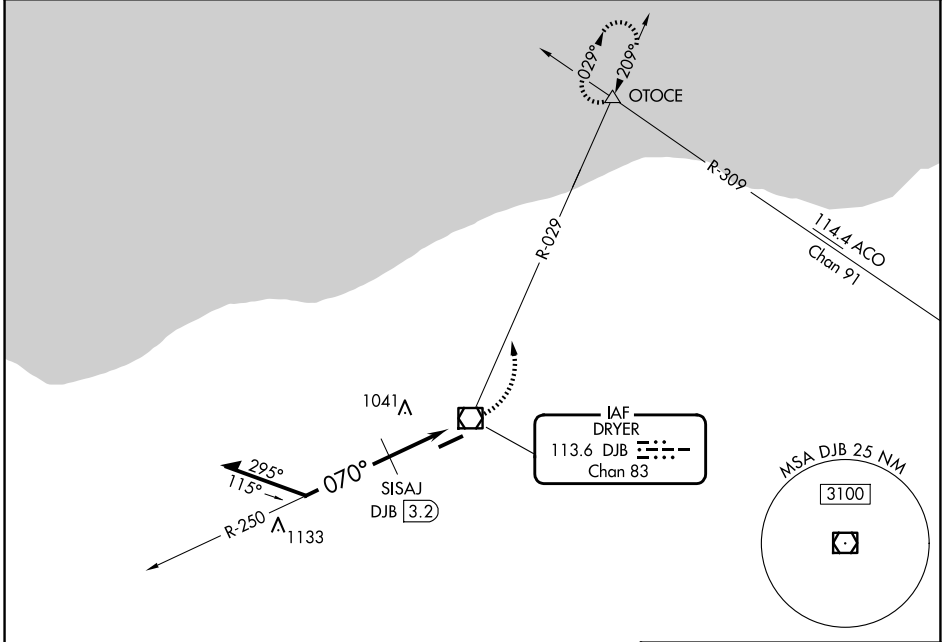 029°
209°
OTOCE
R-309
114.4 ACO
Chan 91
R-029
1041
IAF
DRYER
113.6 DJB
Chan 83
070°
SISAJ
DJB 3.2
295°
115°
R-250
1133
MSA DJB 25 NM
3100